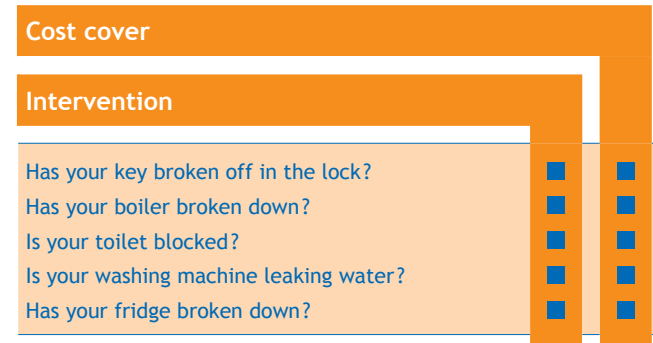 Cost cover
Intervention
Has your key broken off in the lock?
Has your boiler broken down?
Is your toilet blocked?
Is your washing machine leaking water?
Has your fridge broken down?